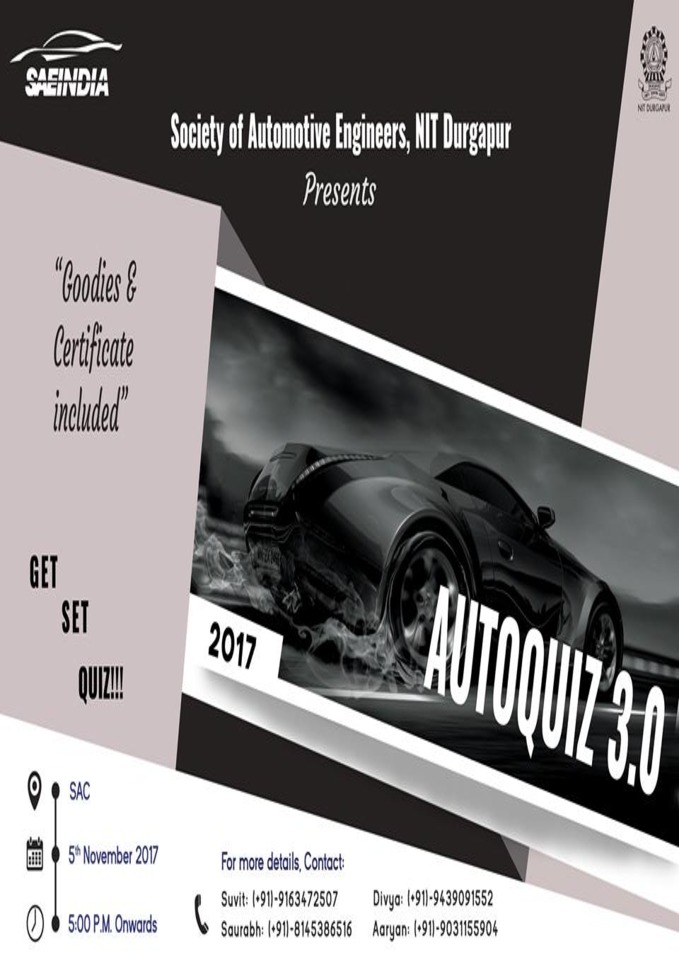 SAEINDIA
NIT DURGAPUR
Society of Automotive Engineers, NIT Durgapur
Presents
“Goodies &
Certificate
included”
GET
SET
QUIZ!!!
2017
AUTOQUIZ 3.0
SAC
5th November 2017
5:00 P.M. Onwards
For more details, Contact:
Suvit: (+91)-9163472507
Divya: (+91)-9439091552
Saurabh: (+91)-8145386516
Aaryan: (+91)-9031155904